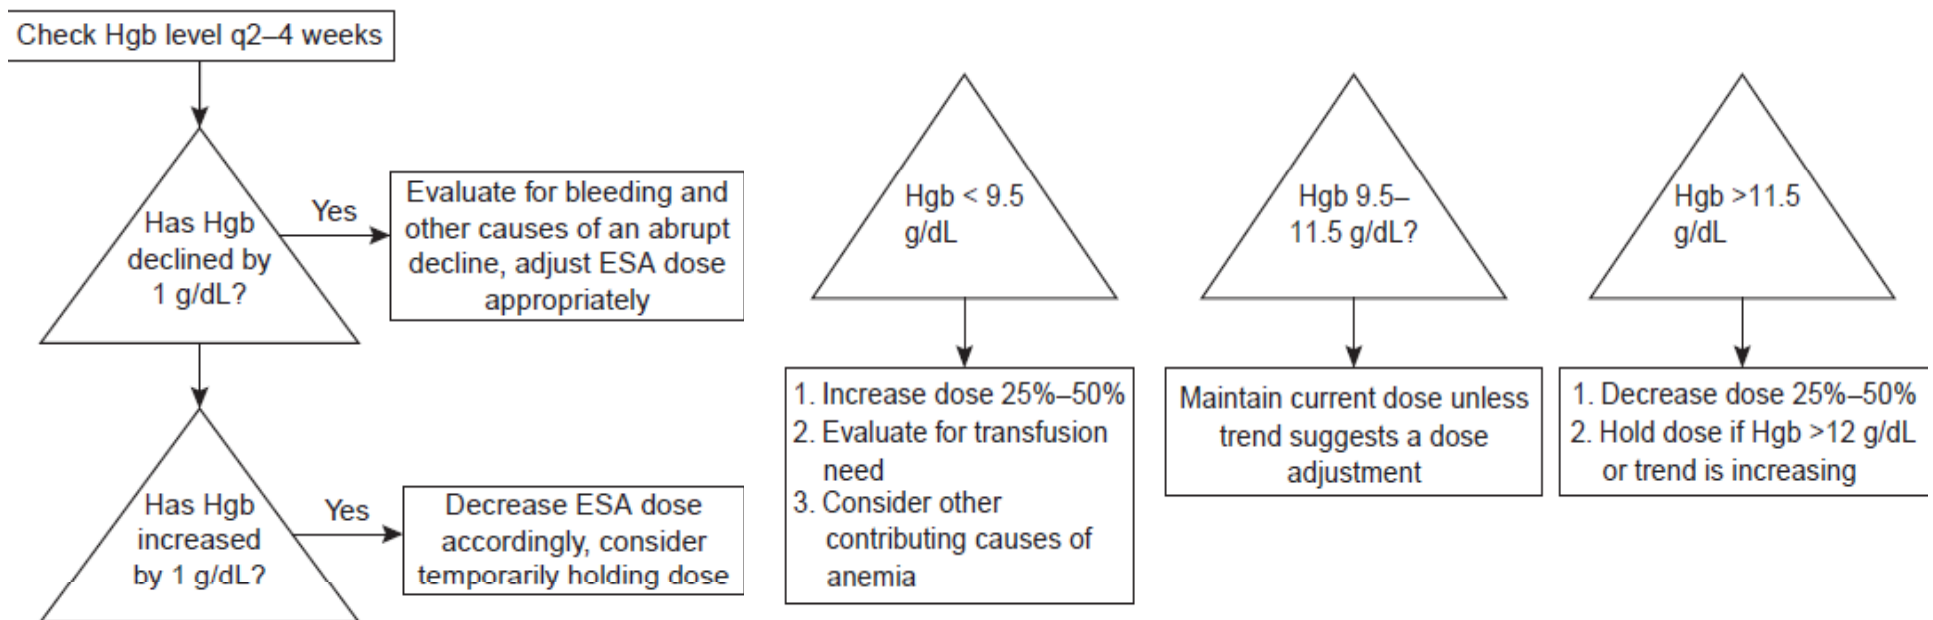 Check Hgb level q2–4 weeks
Has Hgb
declined by
1 g/dL?
Yes
Evaluate for bleeding and
other causes of an abrupt
decline, adjust ESA dose
appropriately
Has Hgb
increased
by 1 g/dL?
Yes
Decrease ESA dose
accordingly, consider
temporarily holding dose
Hgb < 9.5
g/dL
1. Increase dose 25%–50%
2. Evaluate for transfusion
need
3. Consider other
contributing causes of
anemia
Hgb 9.5–
11.5 g/dL?
Maintain current dose unless
trend suggests a dose
adjustment
Hgb >11.5
g/dL
1. Decrease dose 25%–50%
2. Hold dose if Hgb >12 g/dL
or trend is increasing